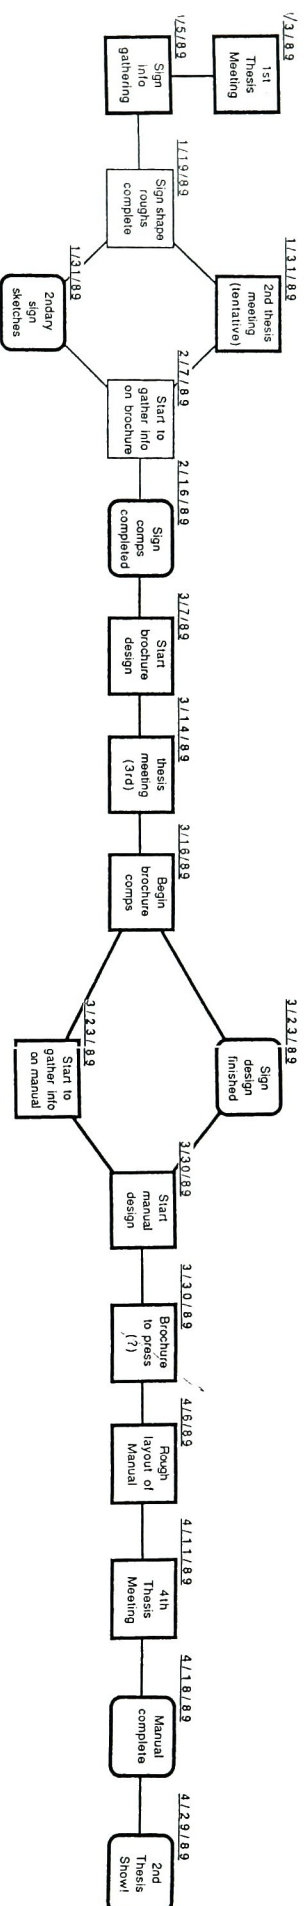 1/3/89
1st
Thesis
Meeting
1/5/89
Sign
info
gathering
1/19/89
Sign shape
roughs
complete
1/31/89
2nd thesis
meeting
(tentative)
1/31/89
2ndary
sign
sketches
2/7/89
Start to
gather info
on brochure
2/16/89
Sign
comps
completed
3/7/89
Start
brochure
design
3/14/89
thesis
meeting
(3rd)
3/16/89
Begin
brochure
comps
3/23/89
Sign
design
finished
3/23/89
Start to
gather info
on manual
3/30/89
Start
manual
design
3/30/89
Brochure
to press
(?)
4/6/89
Rough
layout of
Manual
4/11/89
4th
Thesis
Meeting
4/18/89
Manual
complete
4/29/89
2nd
Thesis
Show!